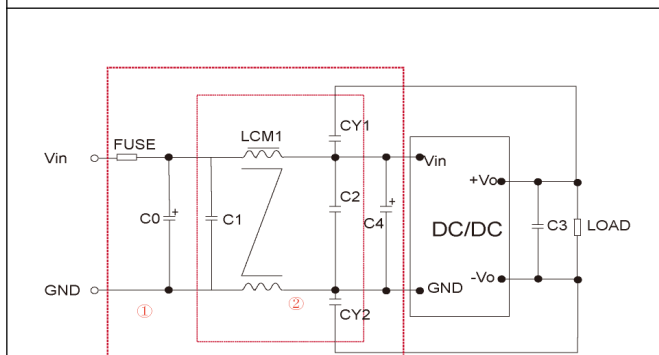 FUSE
LCM1
CY1
Vin
Vin
+Vo
C0
+
C1
C2
C4
+
DC/DC
C3
LOAD
GND
GND
-Vo
①
②
CY2